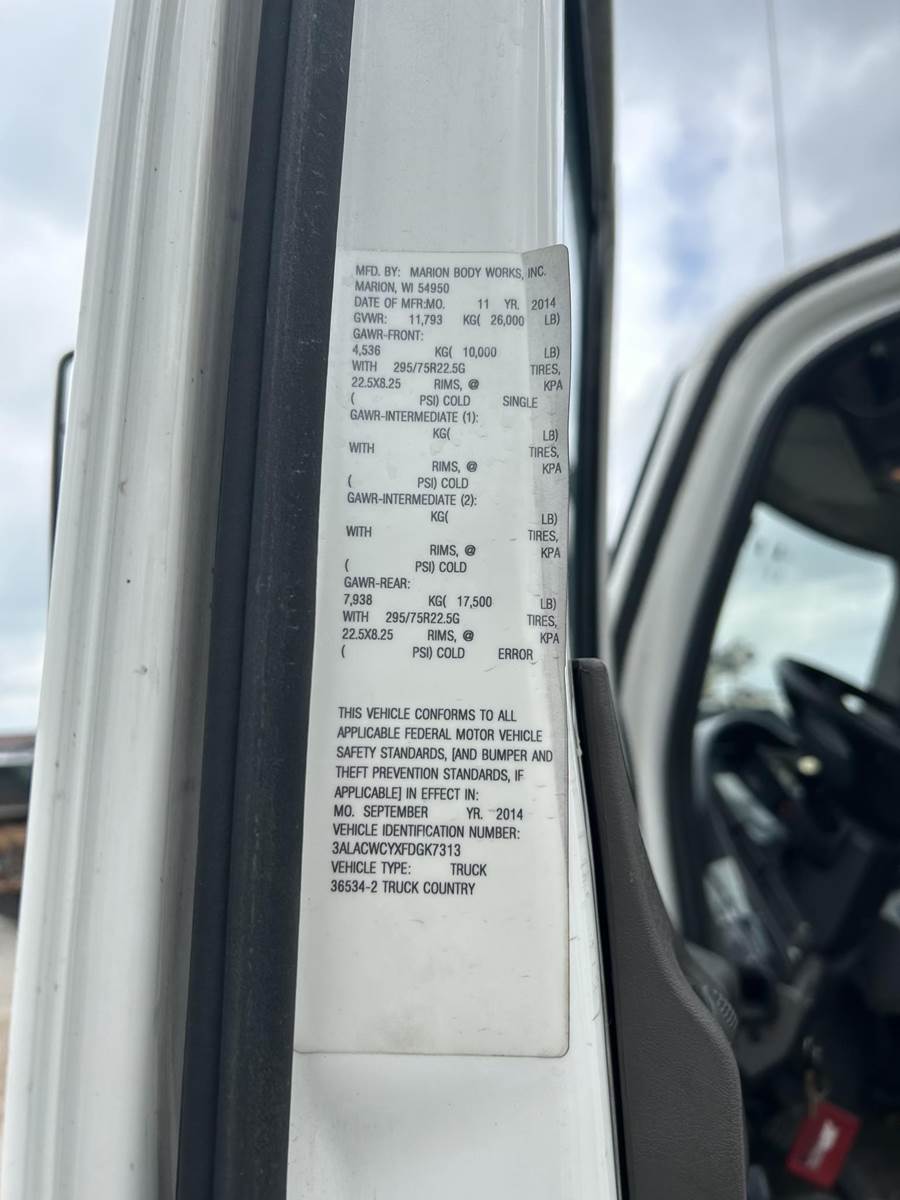 MFD. BY: MARION BODY WORKS, INC.
MARION, WI 54950
DATE OF MFR:MO. 11 YR. 2014
GVWR: 11,793 KG( 26,000 LB)
GAWR-FRONT:
4,536 KG( 10,000 LB)
WITH 295/75R22.5G TIRES,
22.5X8.25 RIMS, @ KPA
( PSI) COLD SINGLE
GAWR-INTERMEDIATE (1):
KG( LB)
WITH TIRES,
RIMS, @ KPA
( PSI) COLD
GAWR-INTERMEDIATE (2):
KG( LB)
WITH TIRES,
RIMS, @ KPA
( PSI) COLD
GAWR-REAR:
7,938 KG( 17,500 LB)
WITH 295/75R22.5G TIRES,
22.5X8.25 RIMS, @ KPA
( PSI) COLD ERROR
THIS VEHICLE CONFORMS TO ALL
APPLICABLE FEDERAL MOTOR VEHICLE
SAFETY STANDARDS, [AND BUMPER AND
THEFT PREVENTION STANDARDS, IF
APPLICABLE] IN EFFECT IN:
MO. SEPTEMBER YR. 2014
VEHICLE IDENTIFICATION NUMBER:
3ALACWCYXFDGK7313
VEHICLE TYPE: TRUCK
36534-2 TRUCK COUNTRY